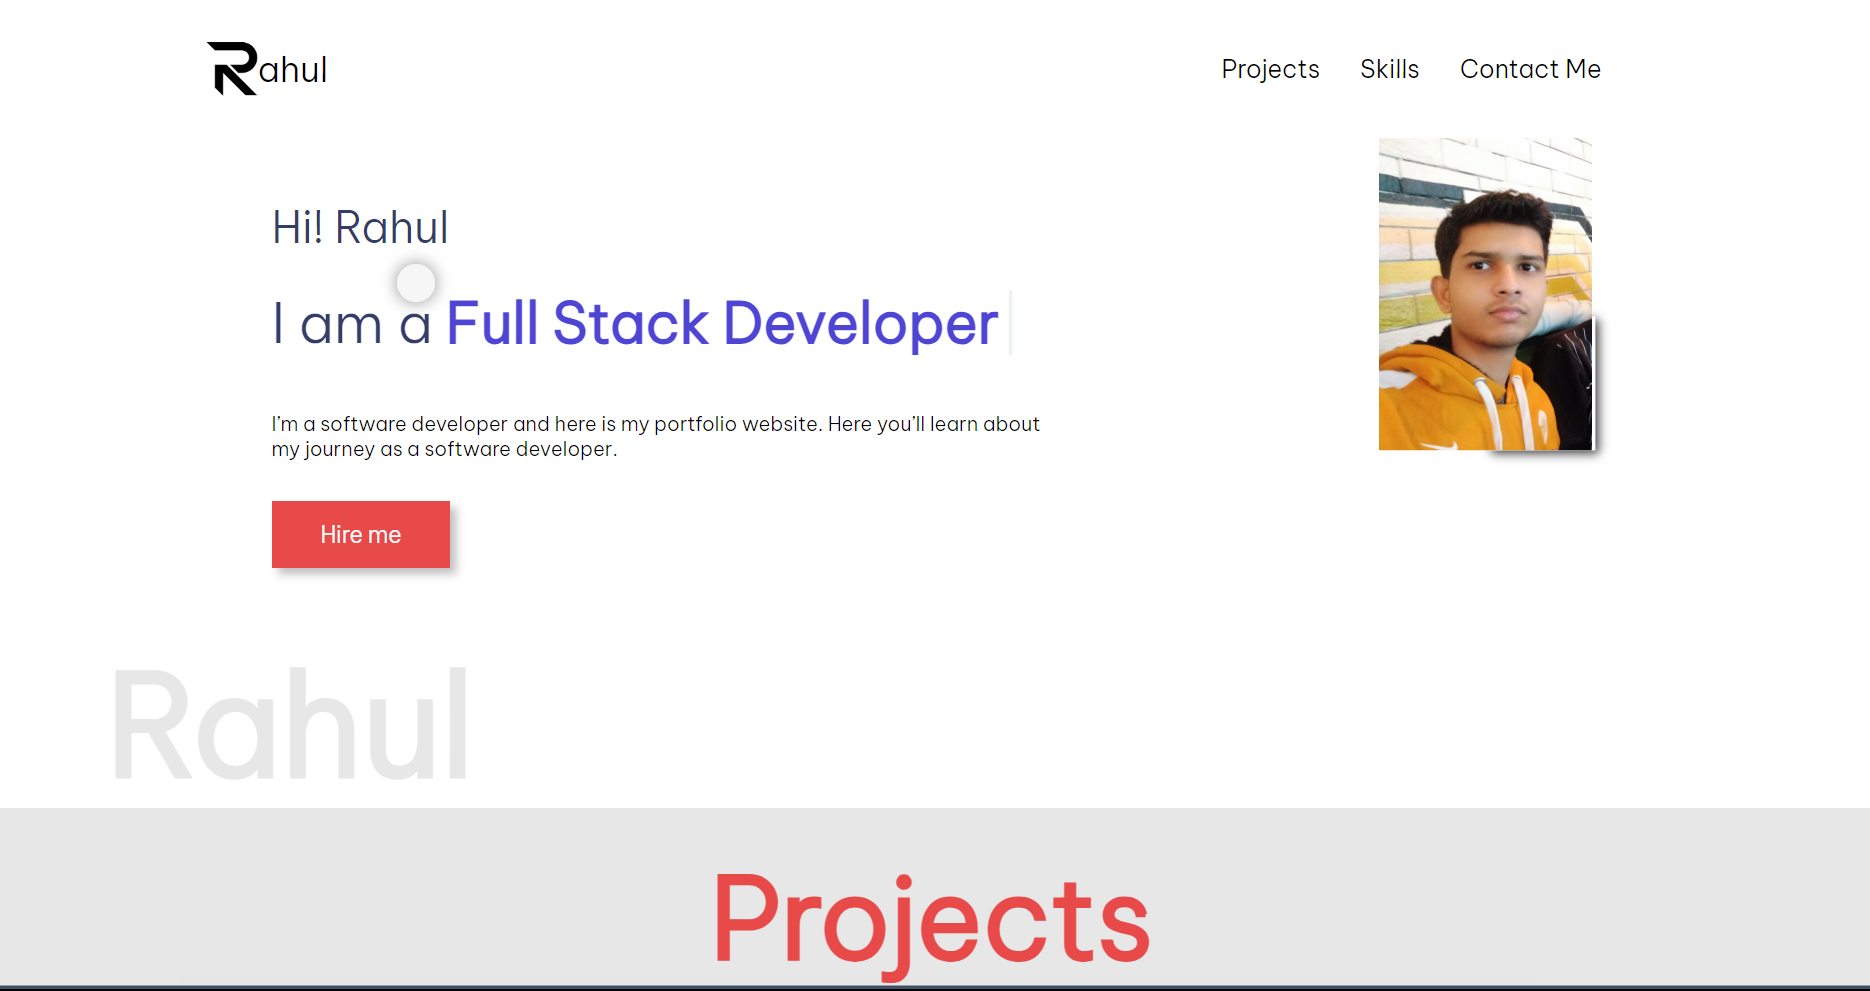 Rahul
Projects Skills Contact Me
Hi! Rahul
I am a Full Stack Developer
I'm a software developer and here is my portfolio website. Here you'll learn about
my journey as a software developer.
Hire me
Rahul
Projects